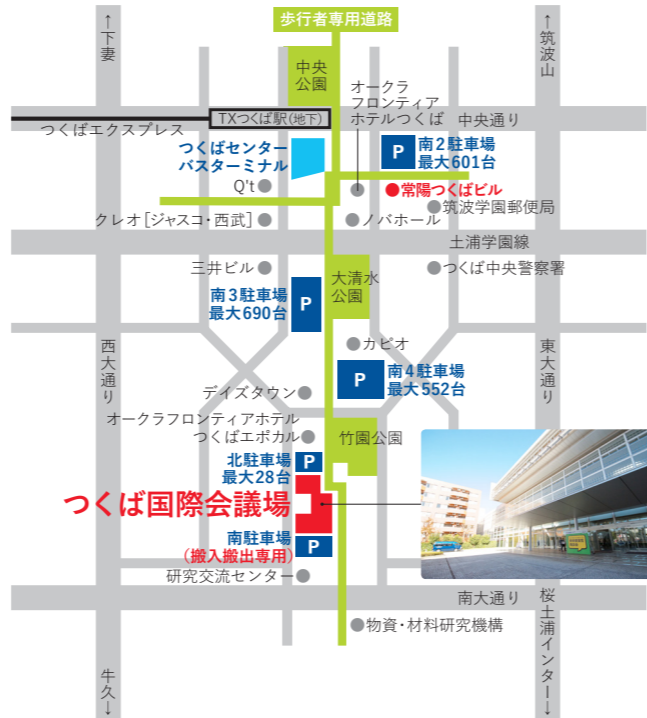 歩行者専用道路
↑下妻
↑筑波山
中央
公園
オークラ
フロンティア
ホテルつくば
中央通り
TXつくば駅(地下)
つくばエクスプレス
つくばセンター
バスターミナル
P
南2駐車場
最大601台
Q't
常陽つくばビル
筑波学園郵便局
クレオ[ジャスコ・西武]
ノバホール
土浦学園線
三井ビル
大清水
公園
つくば中央警察署
南3駐車場
最大690台
P
西大通り
カピオ
東大通り
P
南4駐車場
最大552台
デイズタウン
オークラフロンティアホテル
つくばエポカル
竹園公園
北駐車場
最大28台
P
つくば国際会議場
南駐車場
(搬入搬出専用)
P
研究交流センター
南大通り
物資・材料研究機構
牛久↓
桜土浦インター↓